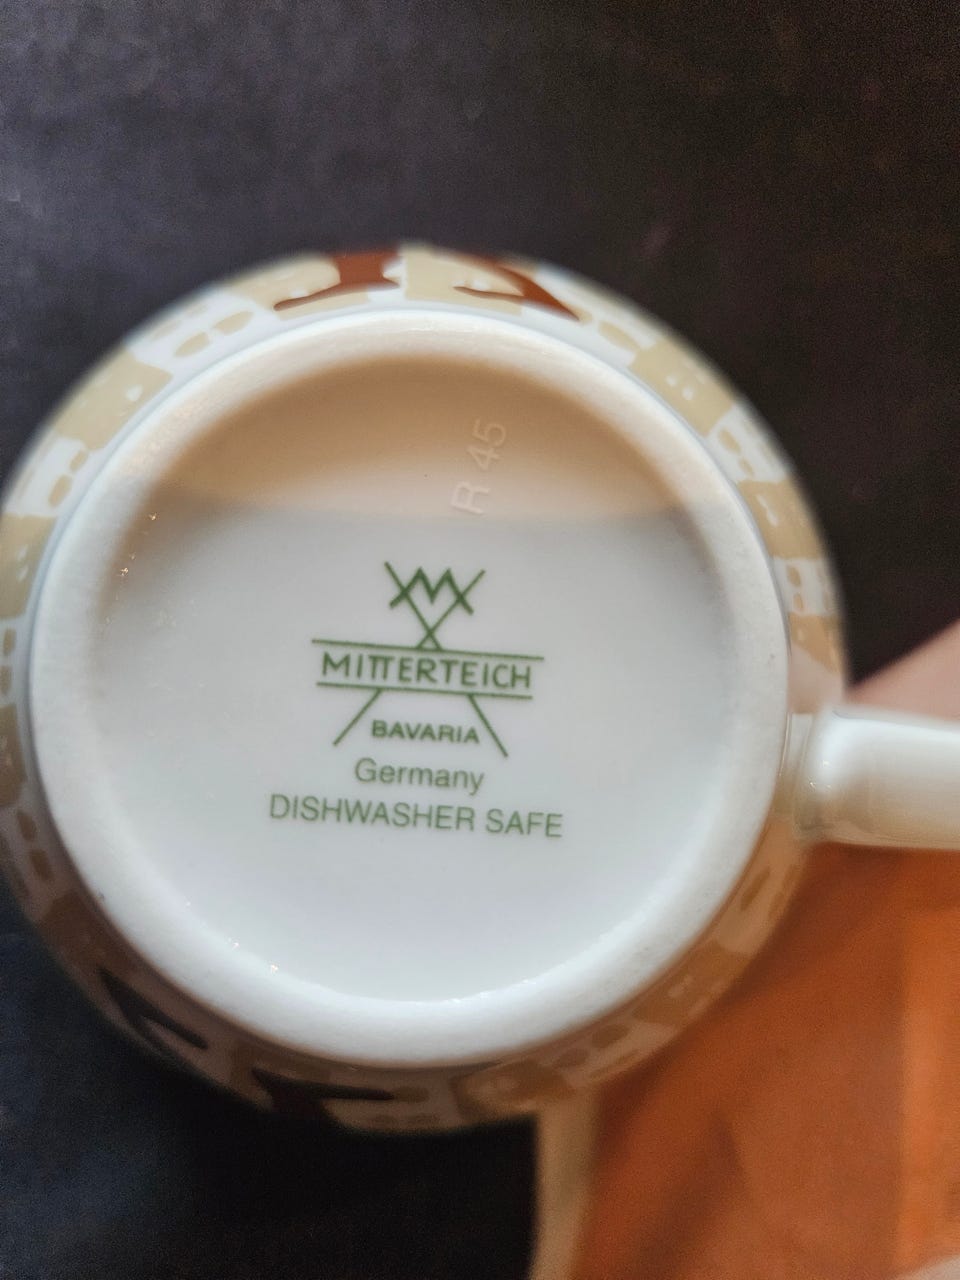 R 45
M
MITTERTEICH
BAVARIA
Germany
DISHWASHER SAFE